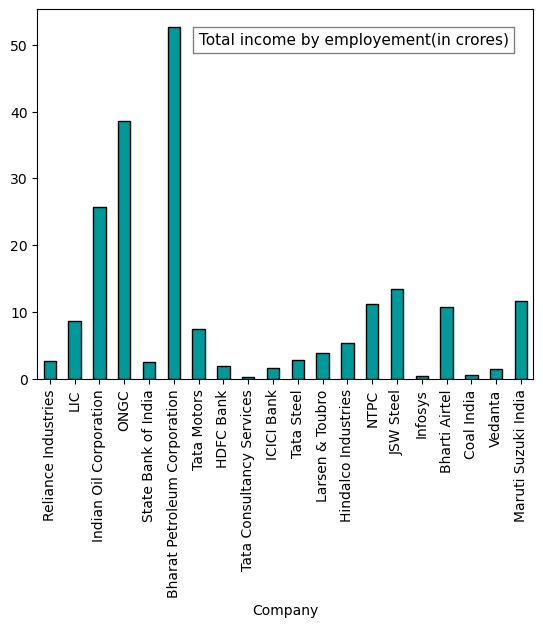 Total income by employement(in crores)
50
40
30
20
10
0
Reliance Industries
LIC
Indian Oil Corporation
ONGC
State Bank of India
Bharat Petroleum Corporation
Tata Motors
HDFC Bank
Tata Consultancy Services
ICICI Bank
Tata Steel
Larsen & Toubro
Hindalco Industries
NTPC
JSW Steel
Infosys
Bharti Airtel
Coal India
Vedanta
Maruti Suzuki India
Company